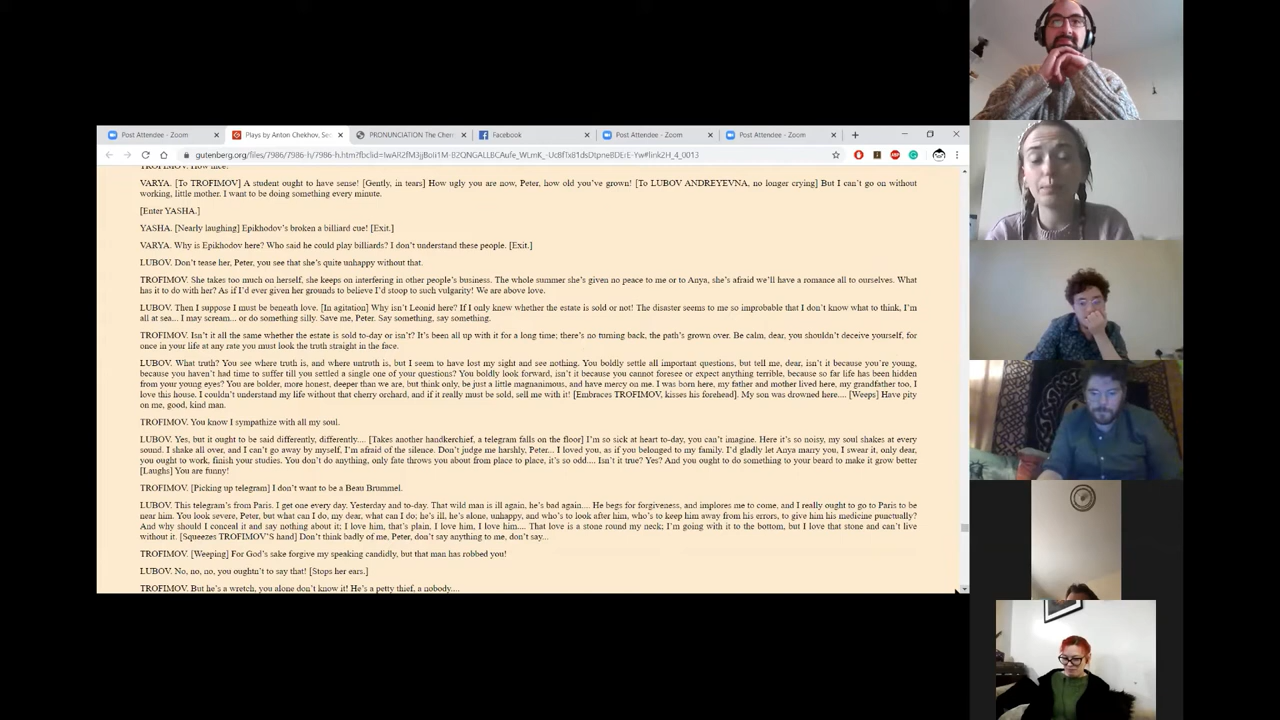 Post Attendee - Zoom
Plays by Anton Chekhov, Sec
PRONUNCIATION The Cher
Facebook
Post Attendee - Zoom
Post Attendee - Zoom
VARYA. [To TROFIMOV] A student ought to have sense! [Gently, in tears] How ugly you are now, Peter, how old you've grown! [To LUBOV ANDREYEVNA, no longer crying] But I can't go on without
working, little mother. I want to be doing something every minute.
[Enter YASHA.]
YASHA. [Nearly laughing] Epikhodov's broken a billiard cue! [Exit.]
VARYA. Why is Epikhodov here? Who said he could play billiards? I don't understand these people. [Exit.]
LUBOV. Don't tease her, Peter, you see that she's quite unhappy without that.
TROFIMOV. She takes too much on herself, she keeps on interfering in other people's business. The whole summer she's given no peace to me or to Anya, she's afraid we'll have a romance all to ourselves. What
has it to do with her? As if I'd ever given her grounds to believe I'd stoop to such vulgarity! We are above love.
LUBOV. Then I suppose I must be beneath love. [In agitation] Why isn't Leonid here? If I only knew whether the estate is sold or not! The disaster seems to me so improbable that I don't know what to think, I'm
all at sea... I may scream... or do something silly. Save me, Peter. Say something, say something.
TROFIMOV. Isn't it all the same whether the estate is sold to-day or isn't? It's been all up with it for a long time; there's no turning back, the path's grown over. Be calm, dear, you shouldn't deceive yourself, for
once in your life at any rate you must look the truth straight in the face.
LUBOV. What truth? You see where truth is, and where untruth is, but I seem to have lost my sight and see nothing. You boldly settle all important questions, but tell me, dear, isn't it because you're young,
because you haven't had time to suffer till you settled a single one of your questions? You boldly look forward, isn't it because you cannot foresee or expect anything terrible, because so far life has been hidden
from your young eyes? You are bolder, more honest, deeper than we are, but think only, be just a little magnanimous, and have mercy on me. I was born here, my father and mother lived here, my grandfather too, I
love this house. I couldn't understand my life without that cherry orchard, and if it really must be sold, sell me with it! [Embraces TROFIMOV, kisses his forehead]. My son was drowned here.... [Weeps] Have pity
on me, good, kind man.
TROFIMOV. You know I sympathize with all my soul.
LUBOV. Yes, but it ought to be said differently, differently.... [Takes another handkerchief, a telegram falls on the floor] I'm so sick at heart to-day, you can't imagine. Here it's so noisy, my soul shakes at every
sound. I shake all over, and I can't go away by myself, I'm afraid of the silence. Don't judge me harshly, Peter... I loved you, as if you belonged to my family. I'd gladly let Anya marry you, I swear it, only dear,
you ought to work, finish your studies. You don't do anything, only fate throws you about from place to place, it's so odd.... Isn't it true? Yes? And you ought to do something to your beard to make it grow better
[Laughs] You are funny!
TROFIMOV. [Picking up telegram] I don't want to be a Beau Brummel.
LUBOV. This telegram's from Paris. I get one every day. Yesterday and to-day. That wild man is ill again, he's bad again.... He begs for forgiveness, and implores me to come, and I really ought to go to Paris to be
near him. You look severe, Peter, but what can I do, my dear, what can I do; he's ill, he's alone, unhappy, and who's to look after him, who's to keep him away from his errors, to give him his medicine punctually?
And why should I conceal it and say nothing about it; I love him, that's plain, I love him, I love him.... That love is a stone round my neck; I'm going with it to the bottom, but I love that stone and can't live
without it. [Squeezes TROFIMOV'S hand] Don't think badly of me, Peter, don't say anything to me, don't say...
TROFIMOV. [Weeping] For God's sake forgive my speaking candidly, but that man has robbed you!
LUBOV. No, no, no, you oughtn't to say that! [Stops her ears.]
TROFIMOV. But he's a wretch, you alone don't know it! He's a petty thief, a nobody....